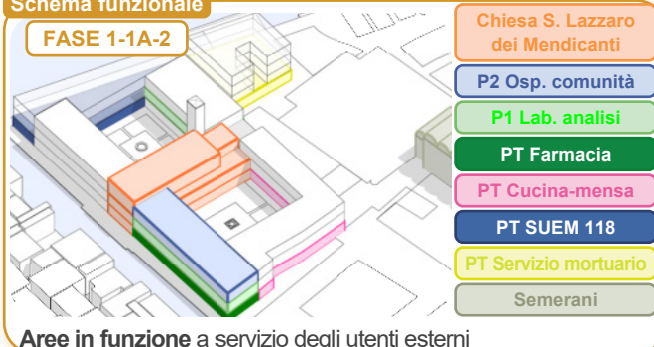 Schema funzionale
FASE 1-1A-2
Chiesa S. Lazzaro
dei Mendicanti
P2 Osp. comunità
P1 Lab. analisi
PT Farmacia
PT Cucina-mensa
PT SUEM 118
PT Servizio mortuario
Semerani
Aree in funzione a servizio degli utenti esterni